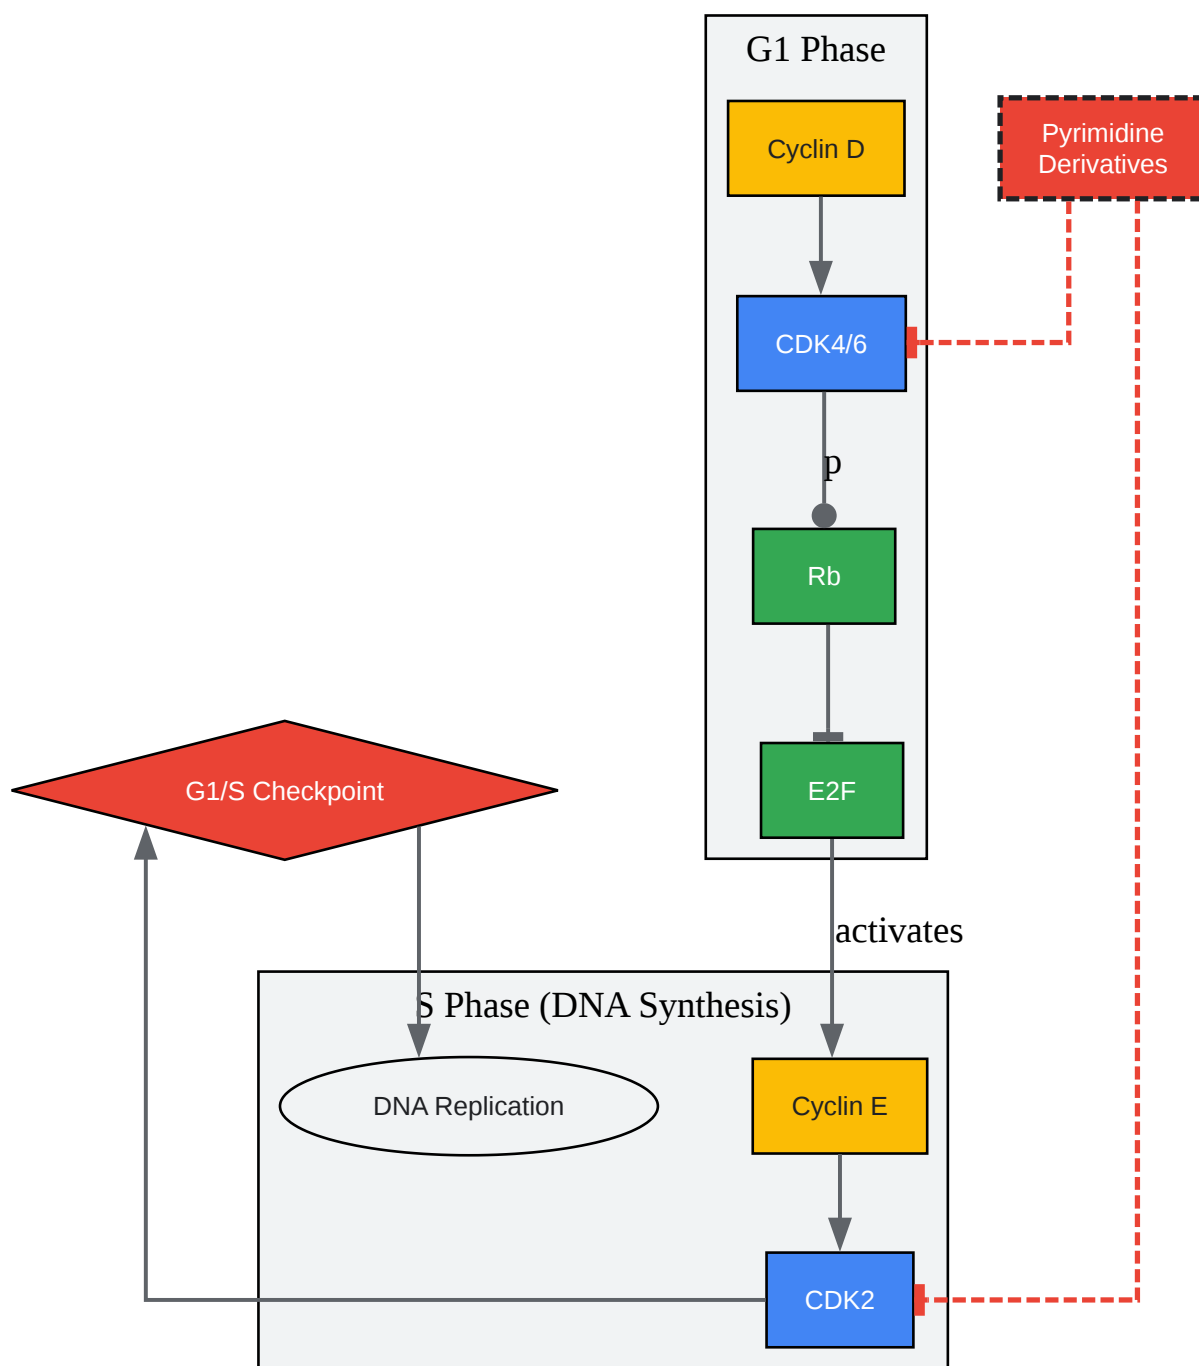 G1 Phase
Cyclin D
Pyrimidine
Derivatives
CDK4/6
p
Rb
G1/S Checkpoint
E2F
activates
S Phase (DNA Synthesis)
DNA Replication
Cyclin E
CDK2